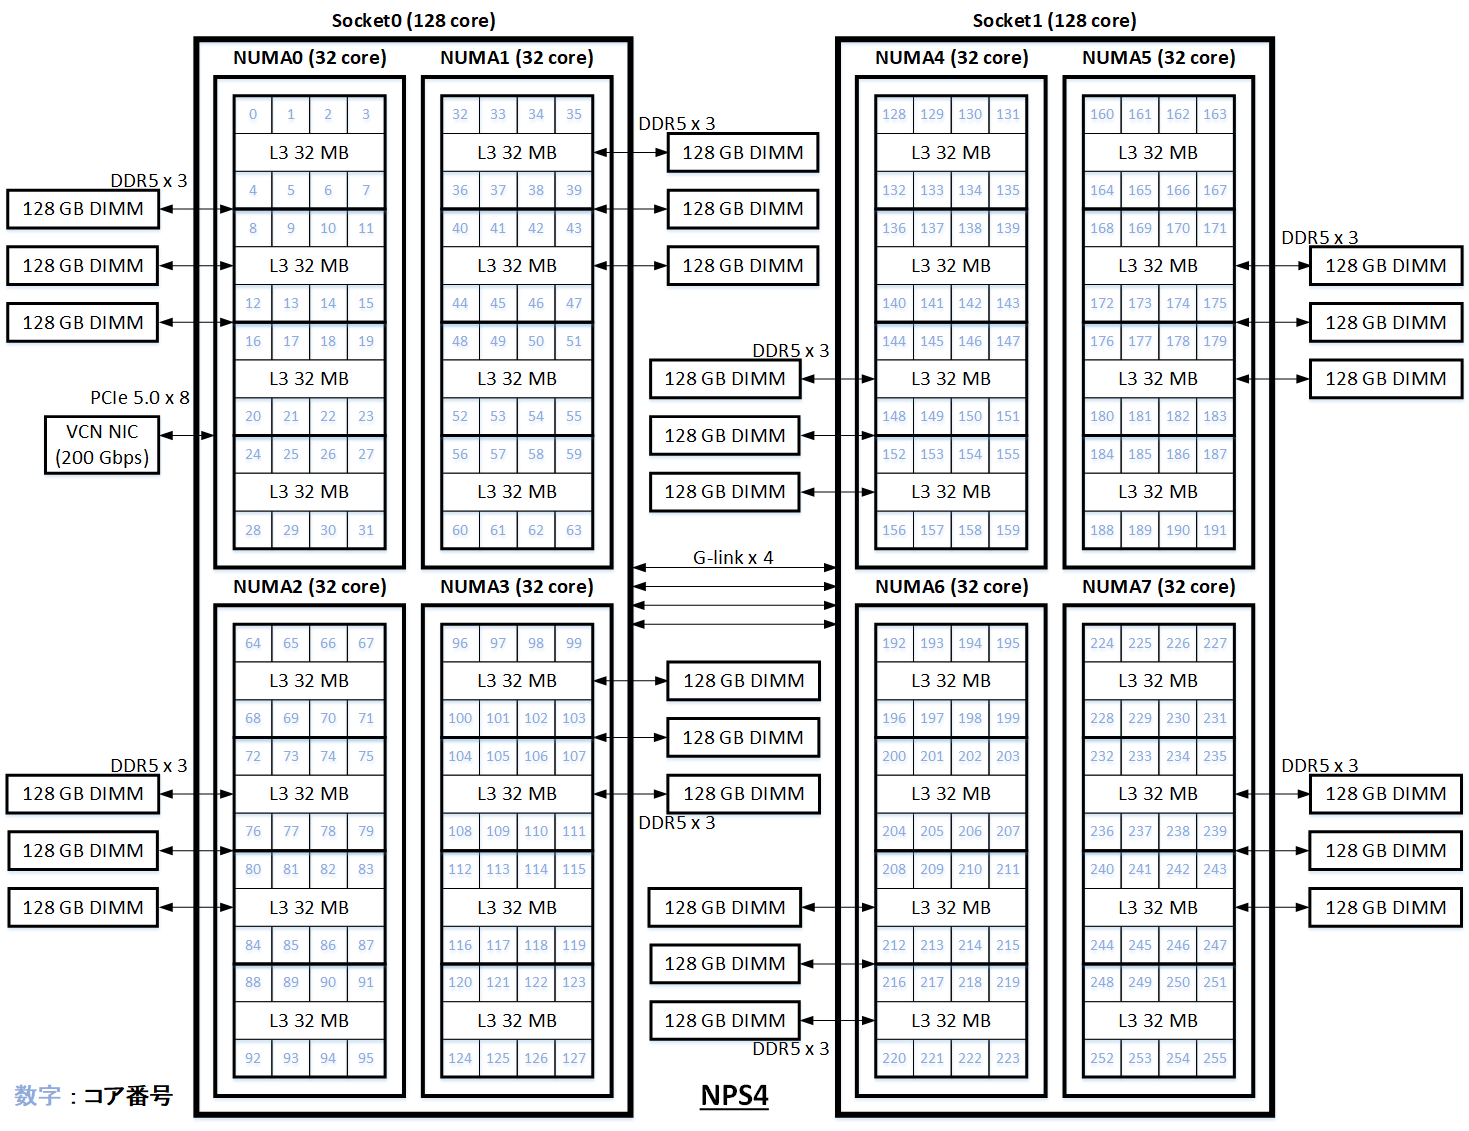 Socket0 (128 core)
Socket1 (128 core)
NUMA0 (32 core)
NUMA1 (32 core)
NUMA4 (32 core)
NUMA5 (32 core)
0 1 2 3
L3 32 MB
4 5 6 7
8 9 10 11
L3 32 MB
12 13 14 15
16 17 18 19
L3 32 MB
20 21 22 23
24 25 26 27
L3 32 MB
28 29 30 31
32 33 34 35
L3 32 MB
36 37 38 39
40 41 42 43
L3 32 MB
44 45 46 47
48 49 50 51
L3 32 MB
52 53 54 55
56 57 58 59
L3 32 MB
60 61 62 63
128 129 130 131
L3 32 MB
132 133 134 135
136 137 138 139
L3 32 MB
140 141 142 143
144 145 146 147
L3 32 MB
148 149 150 151
152 153 154 155
L3 32 MB
156 157 158 159
160 161 162 163
L3 32 MB
164 165 166 167
168 169 170 171
L3 32 MB
172 173 174 175
176 177 178 179
L3 32 MB
180 181 182 183
184 185 186 187
L3 32 MB
188 189 190 191
DDR5 x 3
128 GB DIMM
128 GB DIMM
128 GB DIMM
PCIe 5.0 x 8
VCN NIC
(200 Gbps)
DDR5 x 3
128 GB DIMM
128 GB DIMM
128 GB DIMM
DDR5 x 3
128 GB DIMM
128 GB DIMM
128 GB DIMM
DDR5 x 3
128 GB DIMM
128 GB DIMM
128 GB DIMM
G-link x 4
NUMA2 (32 core)
NUMA3 (32 core)
NUMA6 (32 core)
NUMA7 (32 core)
64 65 66 67
L3 32 MB
68 69 70 71
72 73 74 75
L3 32 MB
76 77 78 79
80 81 82 83
L3 32 MB
84 85 86 87
88 89 90 91
L3 32 MB
92 93 94 95
96 97 98 99
L3 32 MB
100 101 102 103
104 105 106 107
L3 32 MB
108 109 110 111
112 113 114 115
L3 32 MB
116 117 118 119
120 121 122 123
L3 32 MB
124 125 126 127
192 193 194 195
L3 32 MB
196 197 198 199
200 201 202 203
L3 32 MB
204 205 206 207
208 209 210 211
L3 32 MB
212 213 214 215
216 217 218 219
L3 32 MB
220 221 222 223
224 225 226 227
L3 32 MB
228 229 230 231
232 233 234 235
L3 32 MB
236 237 238 239
240 241 242 243
L3 32 MB
244 245 246 247
248 249 250 251
L3 32 MB
252 253 254 255
DDR5 x 3
128 GB DIMM
128 GB DIMM
128 GB DIMM
128 GB DIMM
128 GB DIMM
128 GB DIMM
DDR5 x 3
128 GB DIMM
128 GB DIMM
128 GB DIMM
DDR5 x 3
DDR5 x 3
128 GB DIMM
128 GB DIMM
128 GB DIMM
数字 : コア番号
NPS4